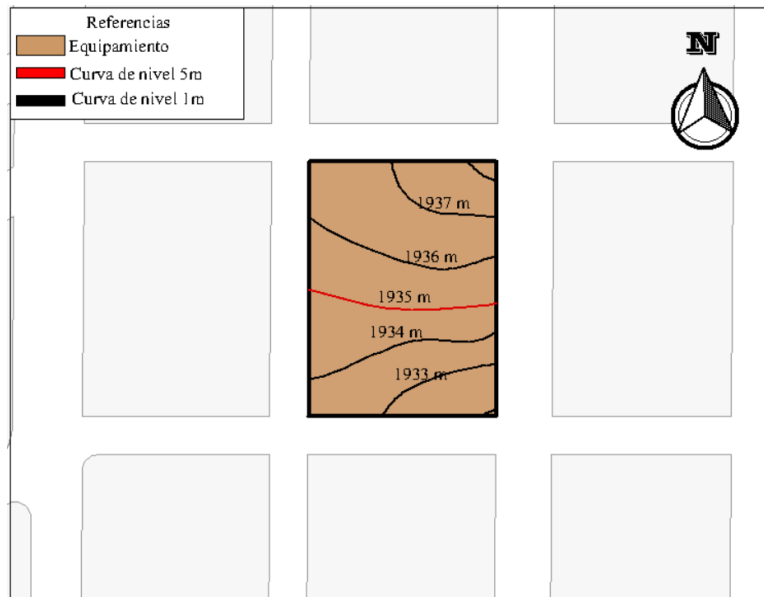 Referencias
Equipamiento
Curva de nivel 5m
Curva de nivel 1m
N
1937 m
1936 m
1935 m
1934 m
1933 m